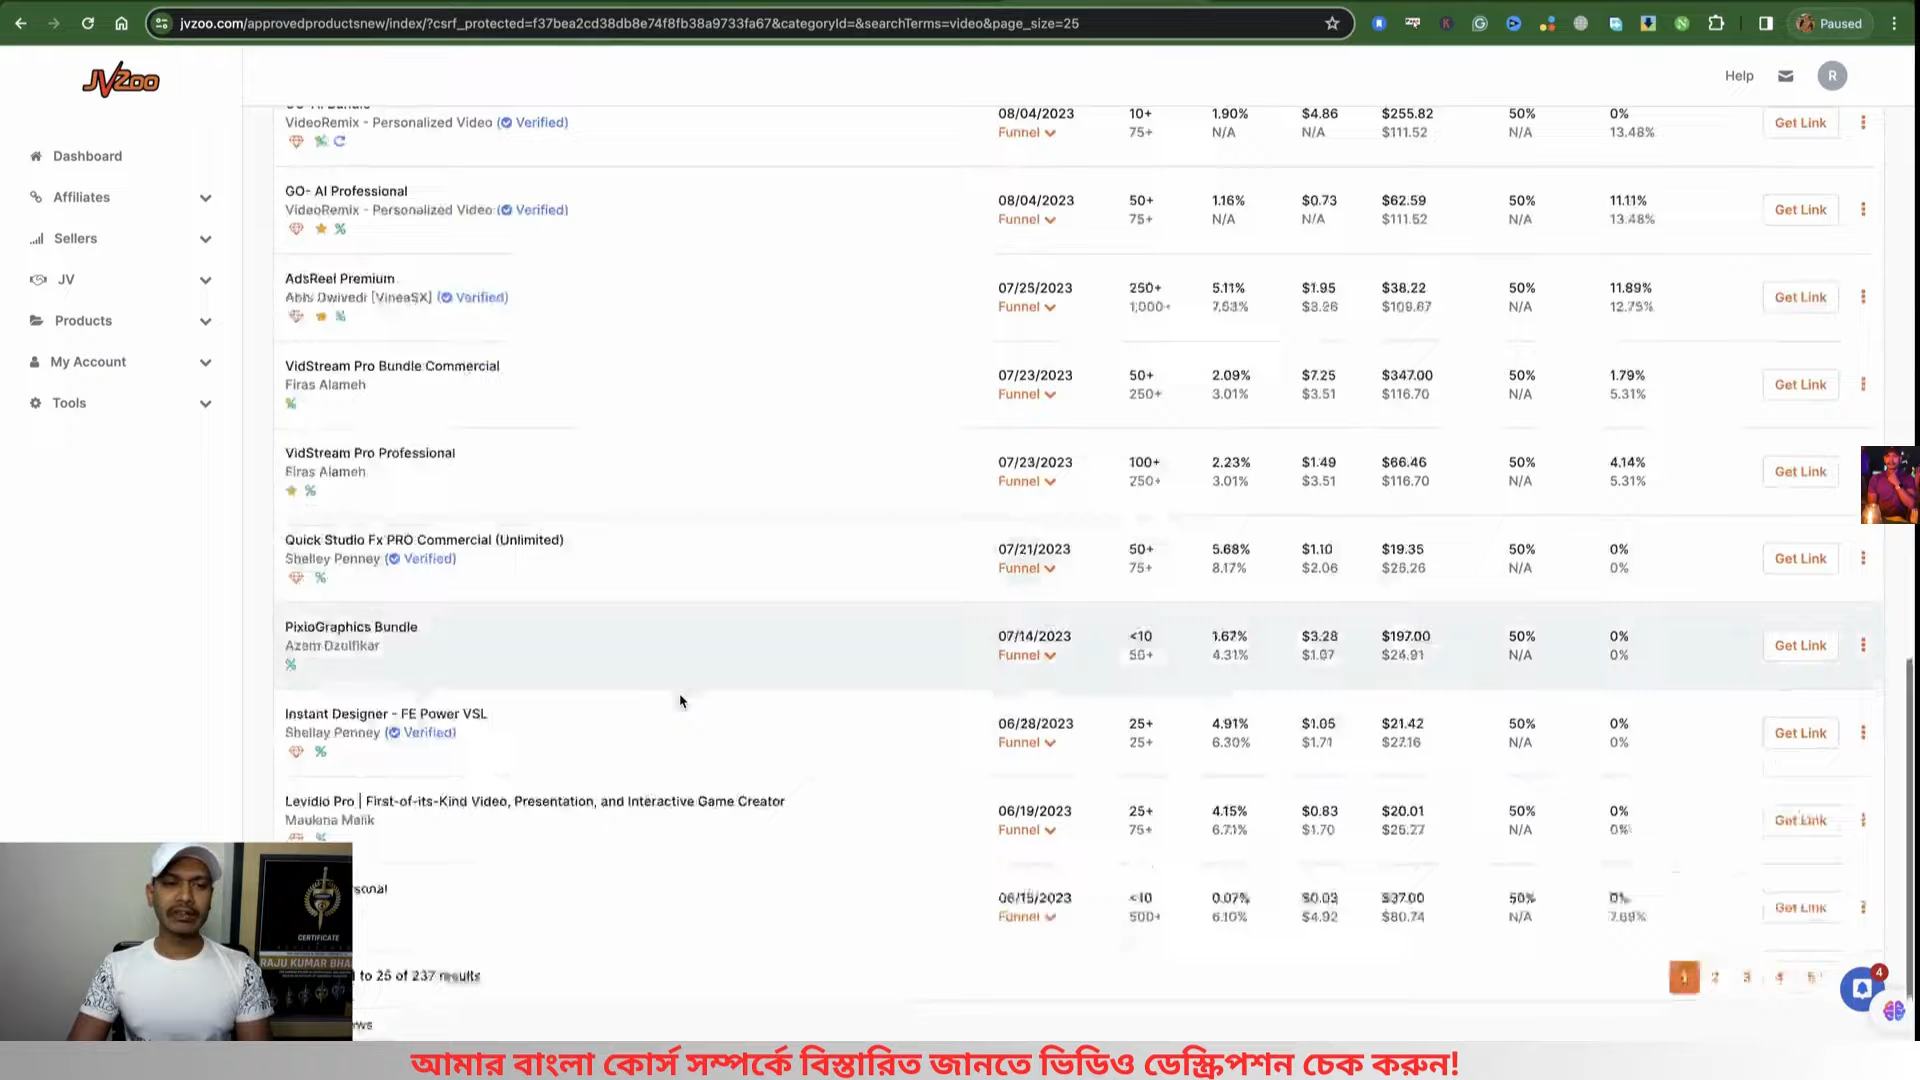 jvzoo.com/approvedproductsnew/index/?csrf_protected=f37bea2cd38db8e74f8fb38a9733fa67&categoryId=&searchTerms=video&page_size=25
Paused
JVZoo
Help
R
Dashboard
Affiliates
Sellers
JV
Products
My Account
Tools
VideoRemix - Personalized Video (Verified)
08/04/2023 10+ 1.90% $4.86 $255.82 50% 0% Get Link
Funnel 75+ N/A N/A $111.52 N/A 13.48%
GO- AI Professional
VideoRemix - Personalized Video (Verified)
08/04/2023 50+ 1.16% $0.73 $62.59 50% 11.11% Get Link
Funnel 75+ N/A N/A $111.52 N/A 13.48%
AdsReel Premium
Abhi Dwivedi [VineaSX] (Verified)
07/25/2023 250+ 5.11% $1.95 $38.22 50% 11.89% Get Link
Funnel 1,000+ N/A
VidStream Pro Bundle Commercial
Firas Alameh
07/23/2023 50+ 2.09% $7.25 $347.00 50% 1.79% Get Link
Funnel 250+ 3.01% $3.51 $116.70 N/A 5.31%
VidStream Pro Professional
Firas Alameh
07/23/2023 100+ 2.23% $1.49 $66.46 50% 4.14% Get Link
Funnel 250+ 3.01% $3.51 $116.70 N/A 5.31%
Quick Studio Fx PRO Commercial (Unlimited)
Shelley Penney (Verified)
07/21/2023 50+ 5.68% $1.10 $19.35 50% 0% Get Link
Funnel 75+ 8.17% $2.06 $26.26 N/A 0%
PixioGraphics Bundle
Azam Dzulfikar
07/14/2023 <10 1.67% $3.28 $197.00 50% 0% Get Link
Funnel 50+ 4.31% $24.91 N/A 0%
Instant Designer - FE Power VSL
Shelley Penney (Verified)
06/28/2023 25+ 4.91% $1.05 $21.42 50% 0% Get Link
Funnel 25+ 6.30% $1.71 $27.16 N/A 0%
Levidio Pro | First-of-its-Kind Video, Presentation, and Interactive Game Creator
Maulana Malik
06/19/2023 25+ 4.15% $0.83 $20.01 50% 0% Get Link
Funnel 75+ 6.71% $1.70 $25.27 N/A 0%
sonal
06/15/2023 <10 0.07% $37.00 50% 0% Get Link
Funnel 500+ 6.10% $4.92 $80.74 N/A 7.69%
to 25 of 237 results
1 2 3 4 5
4
CERTIFICATE
RAJU KUMAR BHA
আমার বাংলা কোর্স সম্পর্কে বিস্তারিত জানতে ভিডিও ডেস্ক্রিপশন চেক করুন!